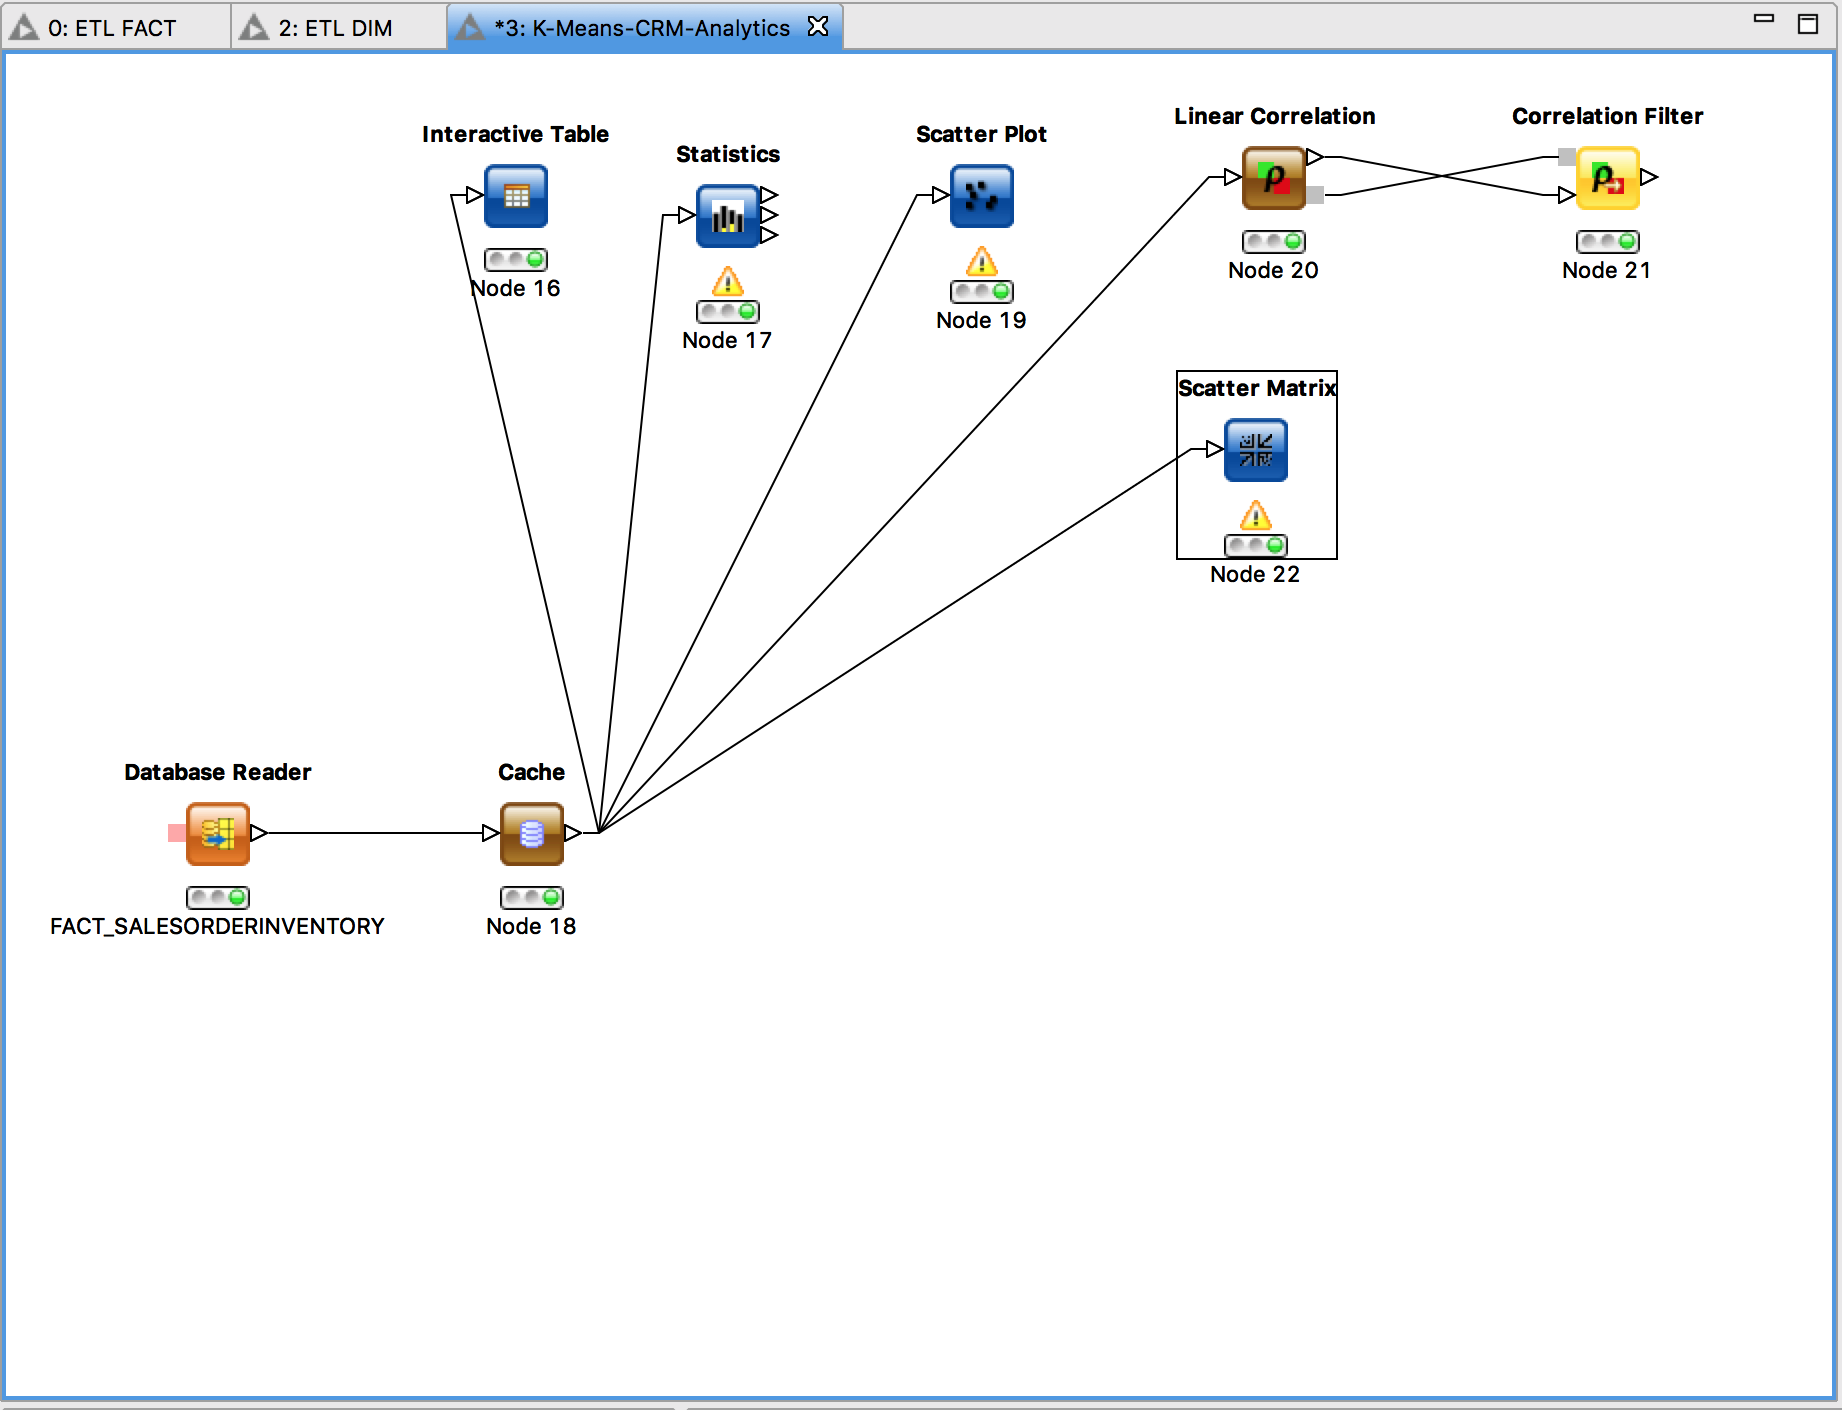 0: ETL FACT
2: ETL DIM
*3: K-Means-CRM-Analytics
Interactive Table
Node 16
Statistics
Node 17
Scatter Plot
Node 19
Linear Correlation
Node 20
Correlation Filter
Node 21
Scatter Matrix
Node 22
Database Reader
FACT_SALESORDERINVENTORY
Cache
Node 18